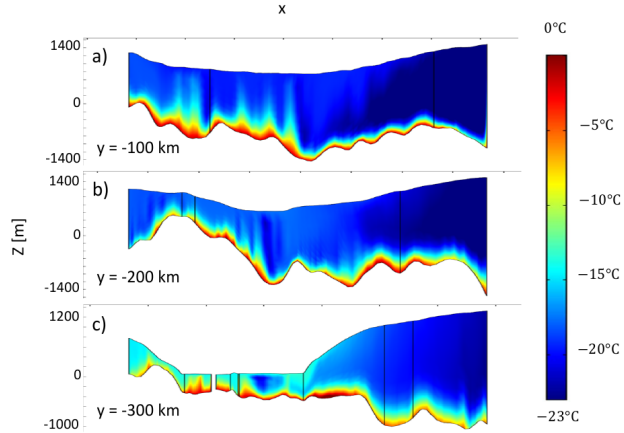 x
0°C
1400
a)
0
−5°C
y = -100 km
-1400
1400
b)
−10°C
Z [m]
0
y = -200 km
-1400
−15°C
1200
c)
−20°C
0
y = -300 km
-1000
−23°C